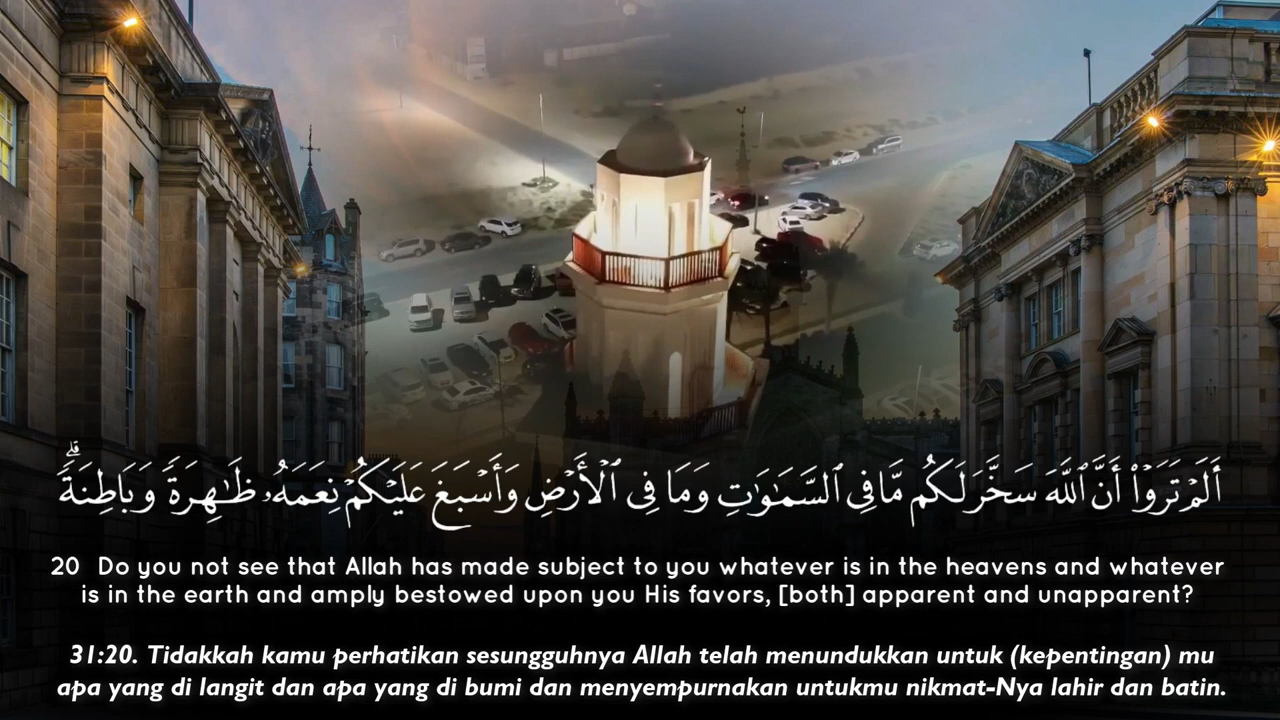 أَلَمْ تَرَوْا۟ أَنَّ ٱللَّهَ سَخَّرَ لَكُم مَّا فِى ٱلسَّمَـٰوَٰتِ وَمَا فِى ٱلْأَرْضِ وَأَسْبَغَ عَلَيْكُمْ نِعَمَهُۥ ظَـٰهِرَةً وَبَاطِنَةً ۗ
20 Do you not see that Allah has made subject to you whatever is in the heavens and whatever
is in the earth and amply bestowed upon you His favors, [both] apparent and unapparent?
31:20. Tidakkah kamu perhatikan sesungguhnya Allah telah menundukkan untuk (kepentingan) mu
apa yang di langit dan apa yang di bumi dan menyempurnakan untukmu nikmat-Nya lahir dan batin.